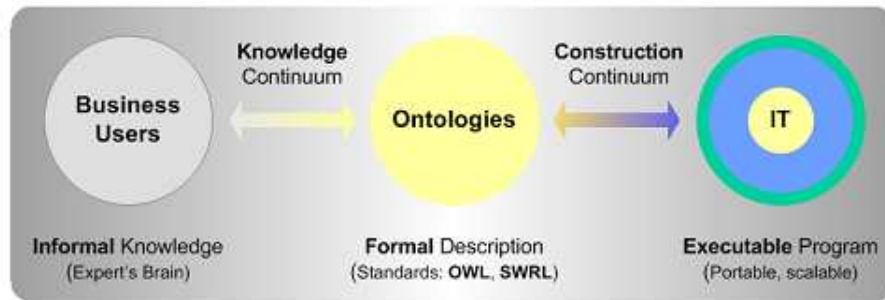 Knowledge
Continuum
Construction
Continuum
Business
Users
Ontologies
IT
Informal Knowledge
(Expert's Brain)
Formal Description
(Standards: OWL, SWRL)
Executable Program
(Portable, scalable)